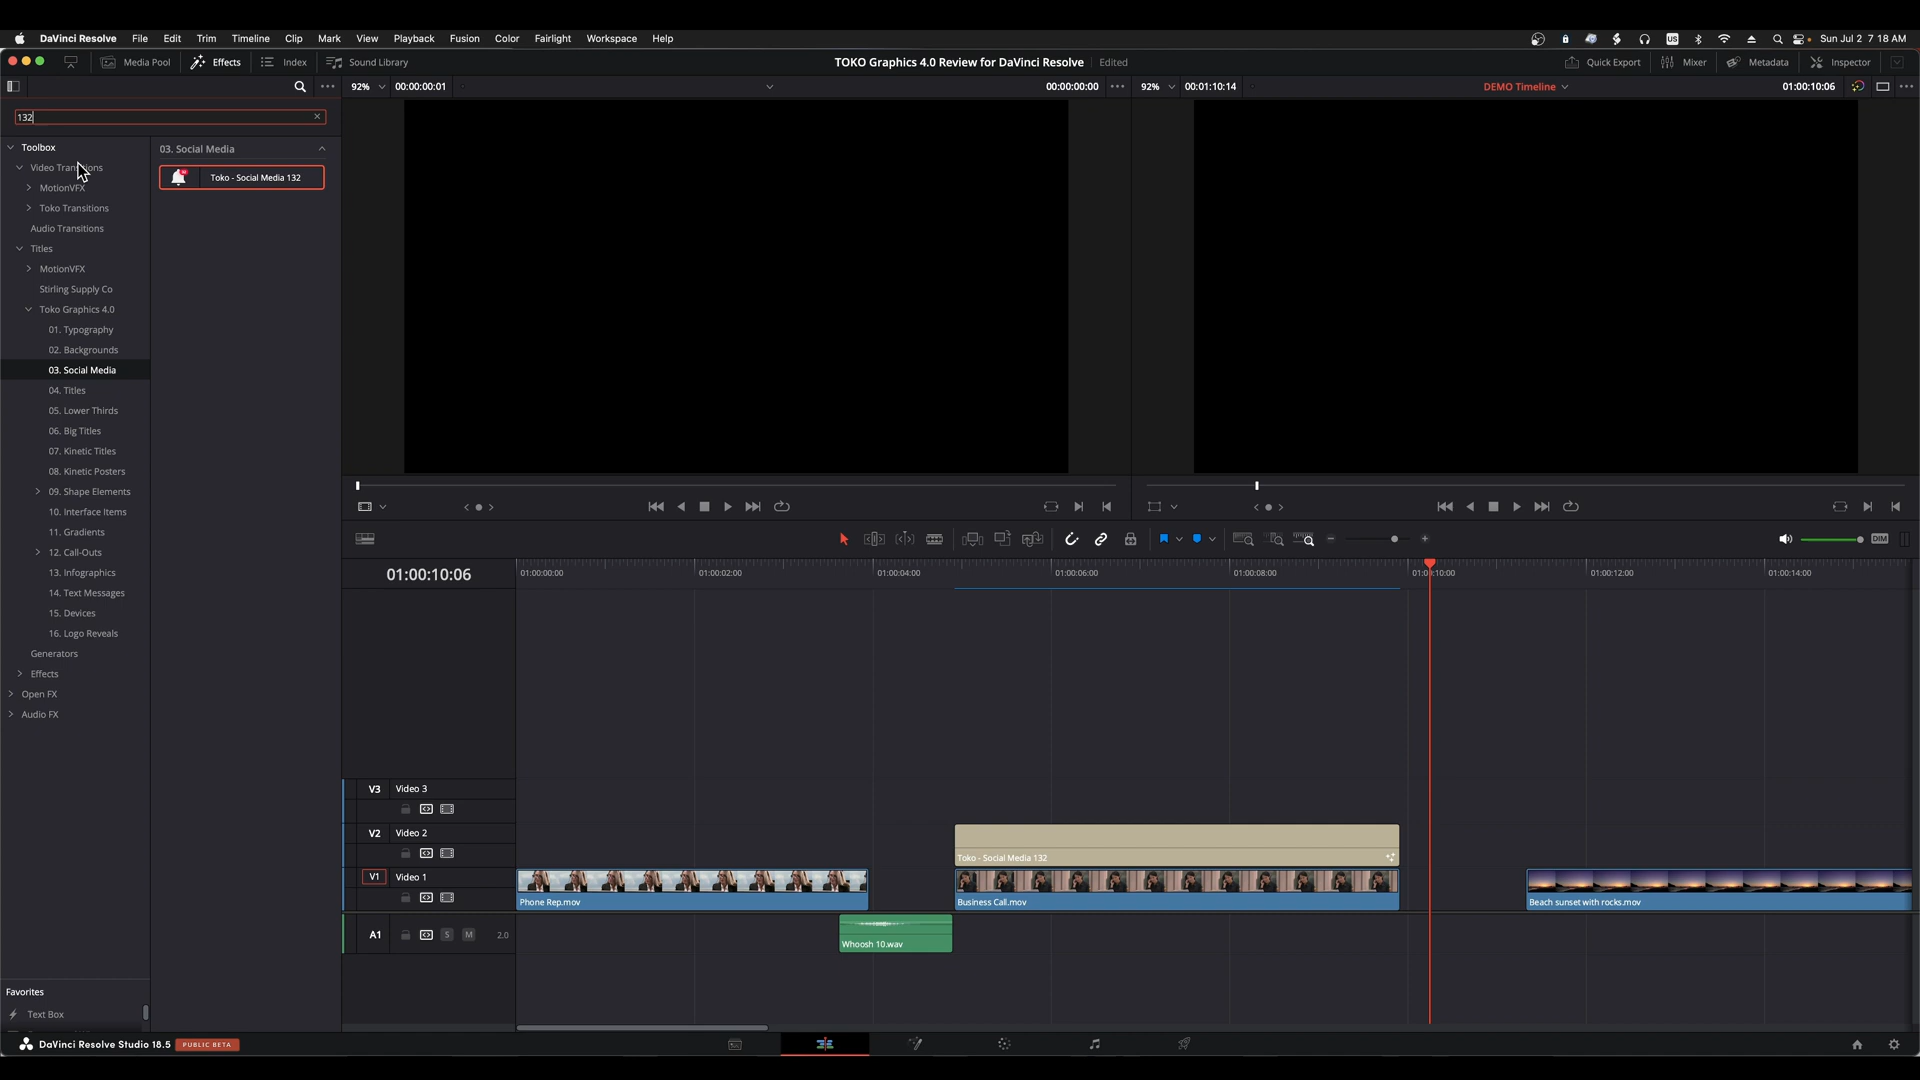 DaVinci Resolve File Edit Trim Timeline Clip Mark View Playback Fusion Color Fairlight Workspace Help US Sun Jul 2 7 18 AM
Media Pool Effects Index Sound Library TOKO Graphics 4.0 Review for DaVinci Resolve Edited Quick Export Mixer Metadata Inspector
92% 00:00:00:01 00:00:00:00 92% 00:01:10:14 DEMO Timeline 01:00:10:06
132
Toolbox
Video Transitions
MotionVFX
Toko Transitions
Audio Transitions
Titles
MotionVFX
Stirling Supply Co
Toko Graphics 4.0
01. Typography
02. Backgrounds
03. Social Media
04. Titles
05. Lower Thirds
06. Big Titles
07. Kinetic Titles
08. Kinetic Posters
09. Shape Elements
10. Interface Items
11. Gradients
12. Call-Outs
13. Infographics
14. Text Messages
15. Devices
16. Logo Reveals
Generators
Effects
Open FX
Audio FX
Favorites
Text Box
03. Social Media
Toko - Social Media 132
DIM
01:00:10:06
01:00:00:00 01:00:02:00 01:00:04:00 01:00:06:00 01:00:08:00 01:00:10:00 01:00:12:00 01:00:14:00
V3 Video 3
V2 Video 2
Toko - Social Media 132
V1 Video 1
Phone Rep.mov Business Call.mov Beach sunset with rocks.mov
A1 S M 2.0
Whoosh 10.wav
DaVinci Resolve Studio 18.5 PUBLIC BETA